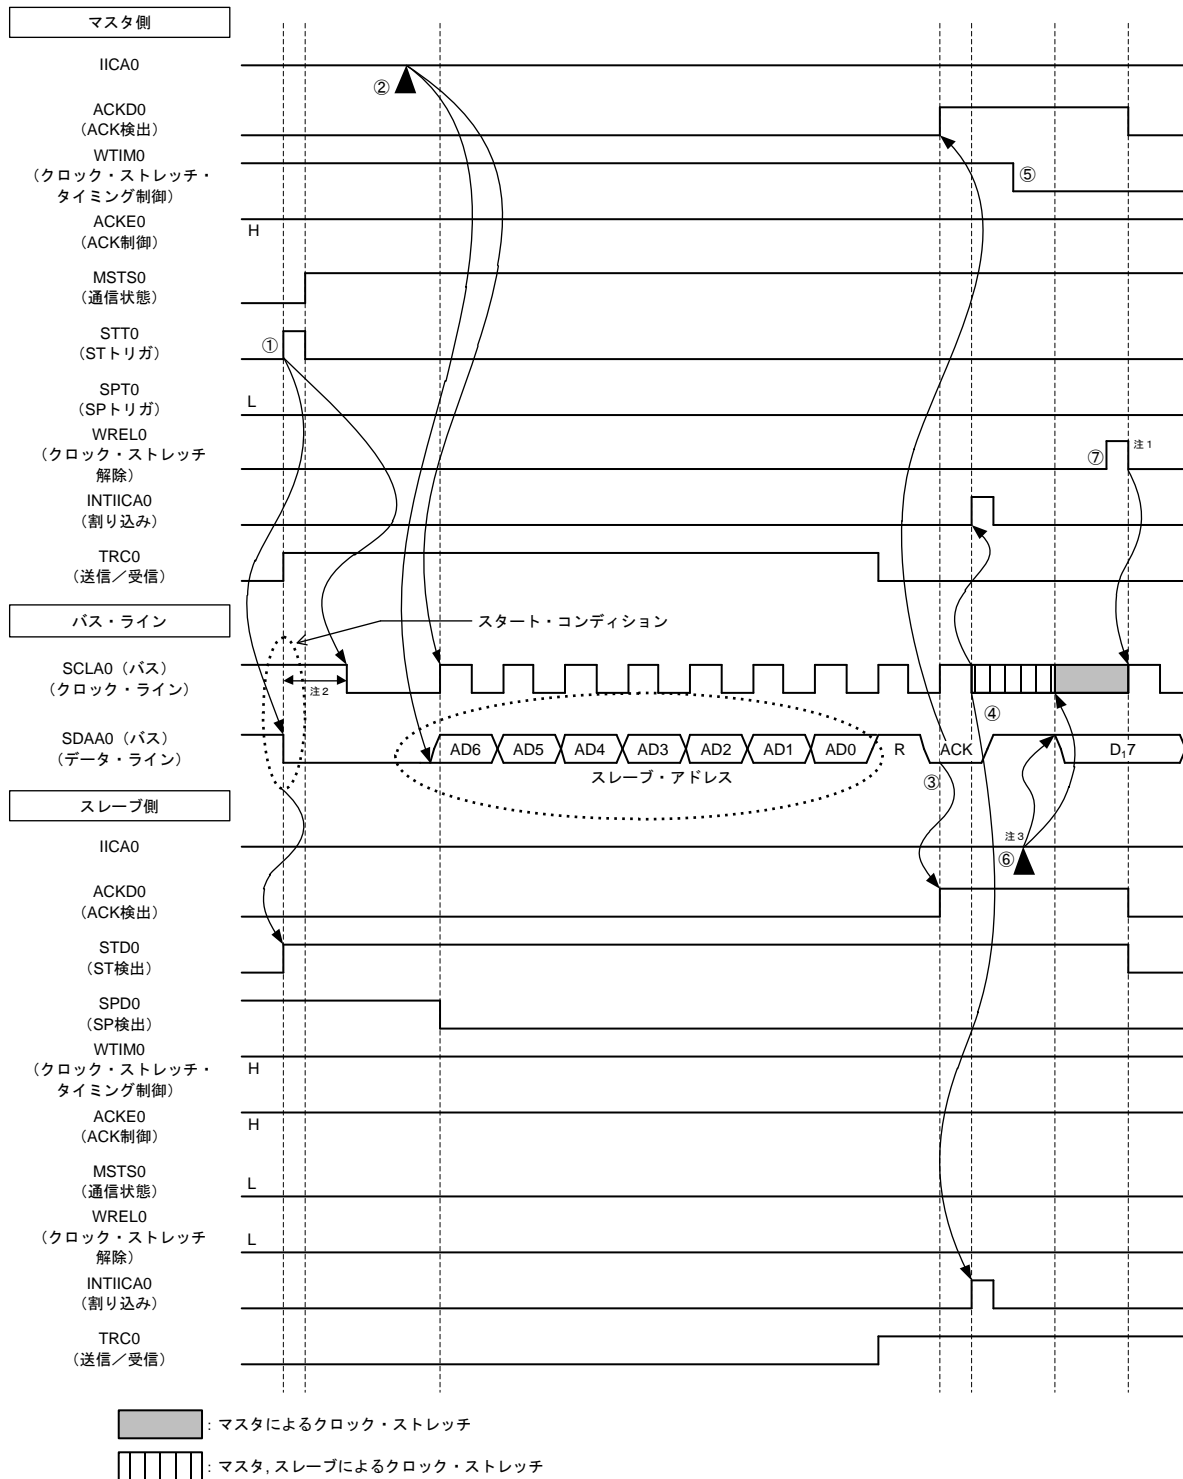 マスタ側
IICA0
②
ACKD0
（ACK検出）
WTIM0
（クロック・ストレッチ・
タイミング制御）
⑤
ACKE0
（ACK制御）
H
MSTS0
（通信状態）
STT0
（STトリガ）
①
SPT0
（SPトリガ）
L
WREL0
（クロック・ストレッチ
解除）
⑦
注1
INTIICA0
（割り込み）
TRC0
（送信／受信）
バス・ライン
スタート・コンディション
SCLA0（バス）
（クロック・ライン）
注2
④
SDAA0（バス）
（データ・ライン）
AD6 AD5 AD4 AD3 AD2 AD1 AD0 R ACK D₁7
スレーブ・アドレス
③
スレーブ側
IICA0
注3
⑥
ACKD0
（ACK検出）
STD0
（ST検出）
SPD0
（SP検出）
WTIM0
（クロック・ストレッチ・
タイミング制御）
H
ACKE0
（ACK制御）
H
MSTS0
（通信状態）
L
WREL0
（クロック・ストレッチ
解除）
L
INTIICA0
（割り込み）
TRC0
（送信／受信）
：マスタによるクロック・ストレッチ
：マスタ, スレーブによるクロック・ストレッチ